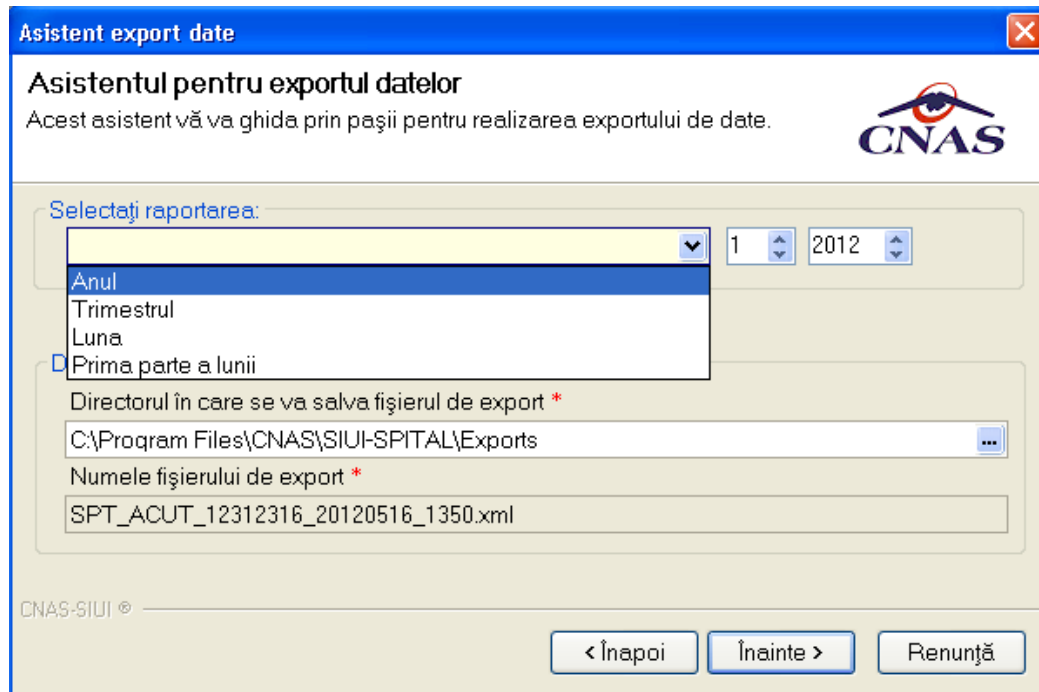 Asistent export date
Asistentul pentru exportul datelor
Acest asistent vă va ghida prin paşii pentru realizarea exportului de date.
CNAS
Selectaţi raportarea:
1 2012
Anul
Trimestrul
Luna
D
Prima parte a lunii
Directorul în care se va salva fişierul de export *
C:\Program Files\CNAS\SIUI-SPITAL\Exports ...
Numele fişierului de export *
SPT_ACUT_12312316_20120516_1350.xml
CNAS-SIUI ®
< Înapoi Înainte > Renunţă